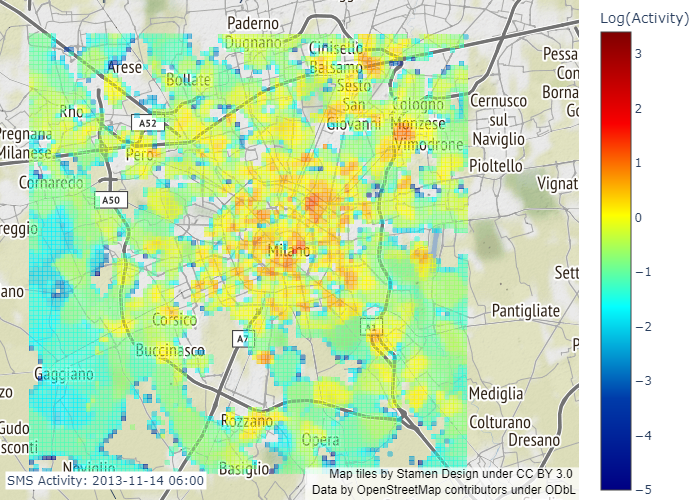 Log(Activity)
3
2
1
0
−1
−2
−3
−4
−5
Paderno
Dugnano
Cinisello
Balsamo
Arese
Bollate
Sesto
San
Giovanni
Rho
A52
Cologno
Monzese
Cernusco
sul
Naviglio
Pessa
Con
Borna
Go
Pregnana
Milanese
Pero
Vimodrone
Pioltello
Cornaredo
A50
Vignat
reggio
Milano
Sett
ano
Pantigliate
Corsico
A7
A1
P
Buccinasco
Gaggiano
zo
Mediglia
Gudo
sconti
Rozzano
Opera
Colturano
Dresano
Noviglio
Basiglio
SMS Activity: 2013-11-14 06:00
Map tiles by Stamen Design under CC BY 3.0
Data by OpenStreetMap contributors under ODbL